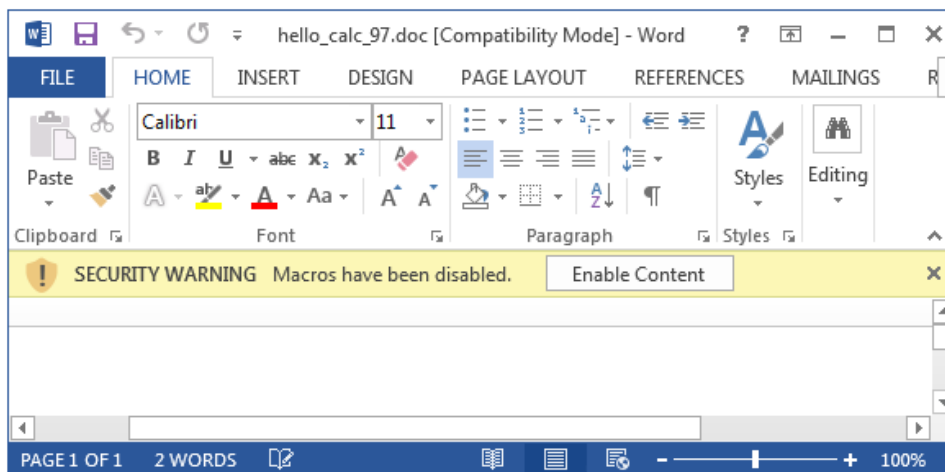 hello_calc_97.doc [Compatibility Mode] - Word ?
FILE HOME INSERT DESIGN PAGE LAYOUT REFERENCES MAILINGS R
Calibri 11
Paste
B I U abc X₂ X²
A ab A Aa A A
Styles Editing
Clipboard Font Paragraph Styles
! SECURITY WARNING Macros have been disabled. Enable Content
PAGE 1 OF 1 2 WORDS 100%